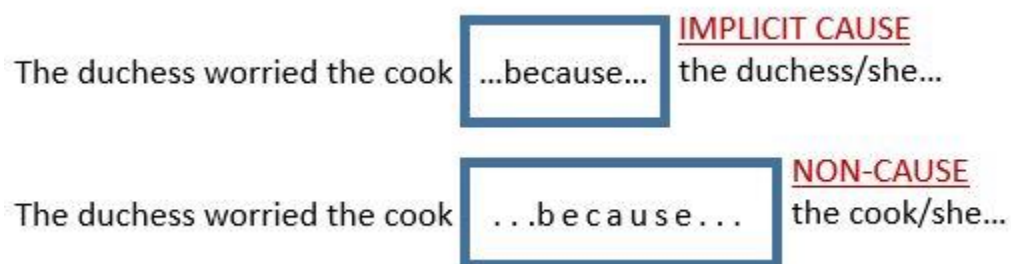 IMPLICIT CAUSE
The duchess worried the cook ...because... the duchess/she...
NON-CAUSE
The duchess worried the cook ...because... the cook/she...